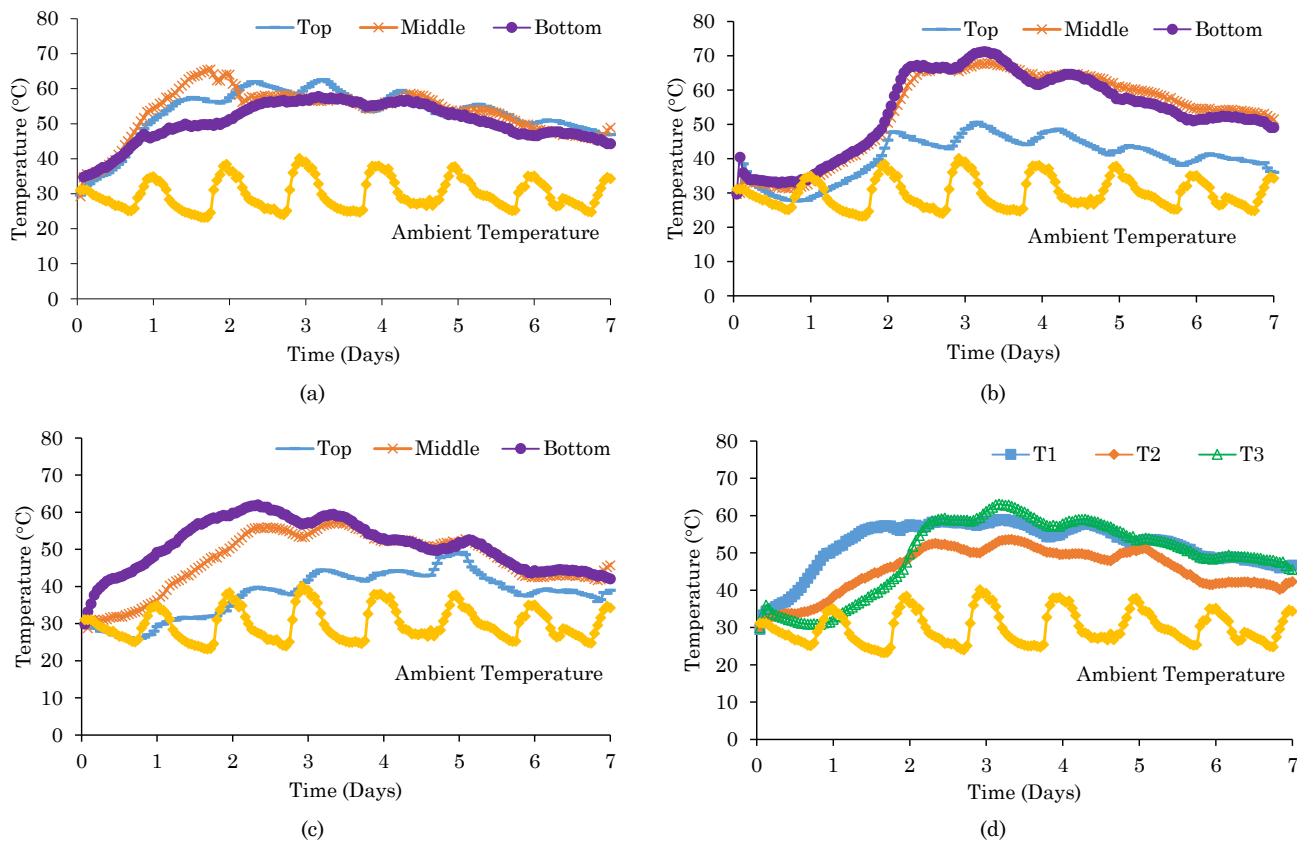 Top Middle Bottom
80
70
60
50
40
30
20
10
0
Temperature (°C)
Ambient Temperature
0 1 2 3 4 5 6 7
Time (Days)
(a)
Top Middle Bottom
80
70
60
50
40
30
20
10
0
Temperature (°C)
Ambient Temperature
0 1 2 3 4 5 6 7
Time (Days)
(b)
Top Middle Bottom
80
70
60
50
40
30
20
10
0
Temperature (°C)
Ambient Temperature
0 1 2 3 4 5 6 7
Time (Days)
(c)
T1 T2 T3
80
70
60
50
40
30
20
10
0
Temperature (°C)
Ambient Temperature
0 1 2 3 4 5 6 7
Time (Days)
(d)